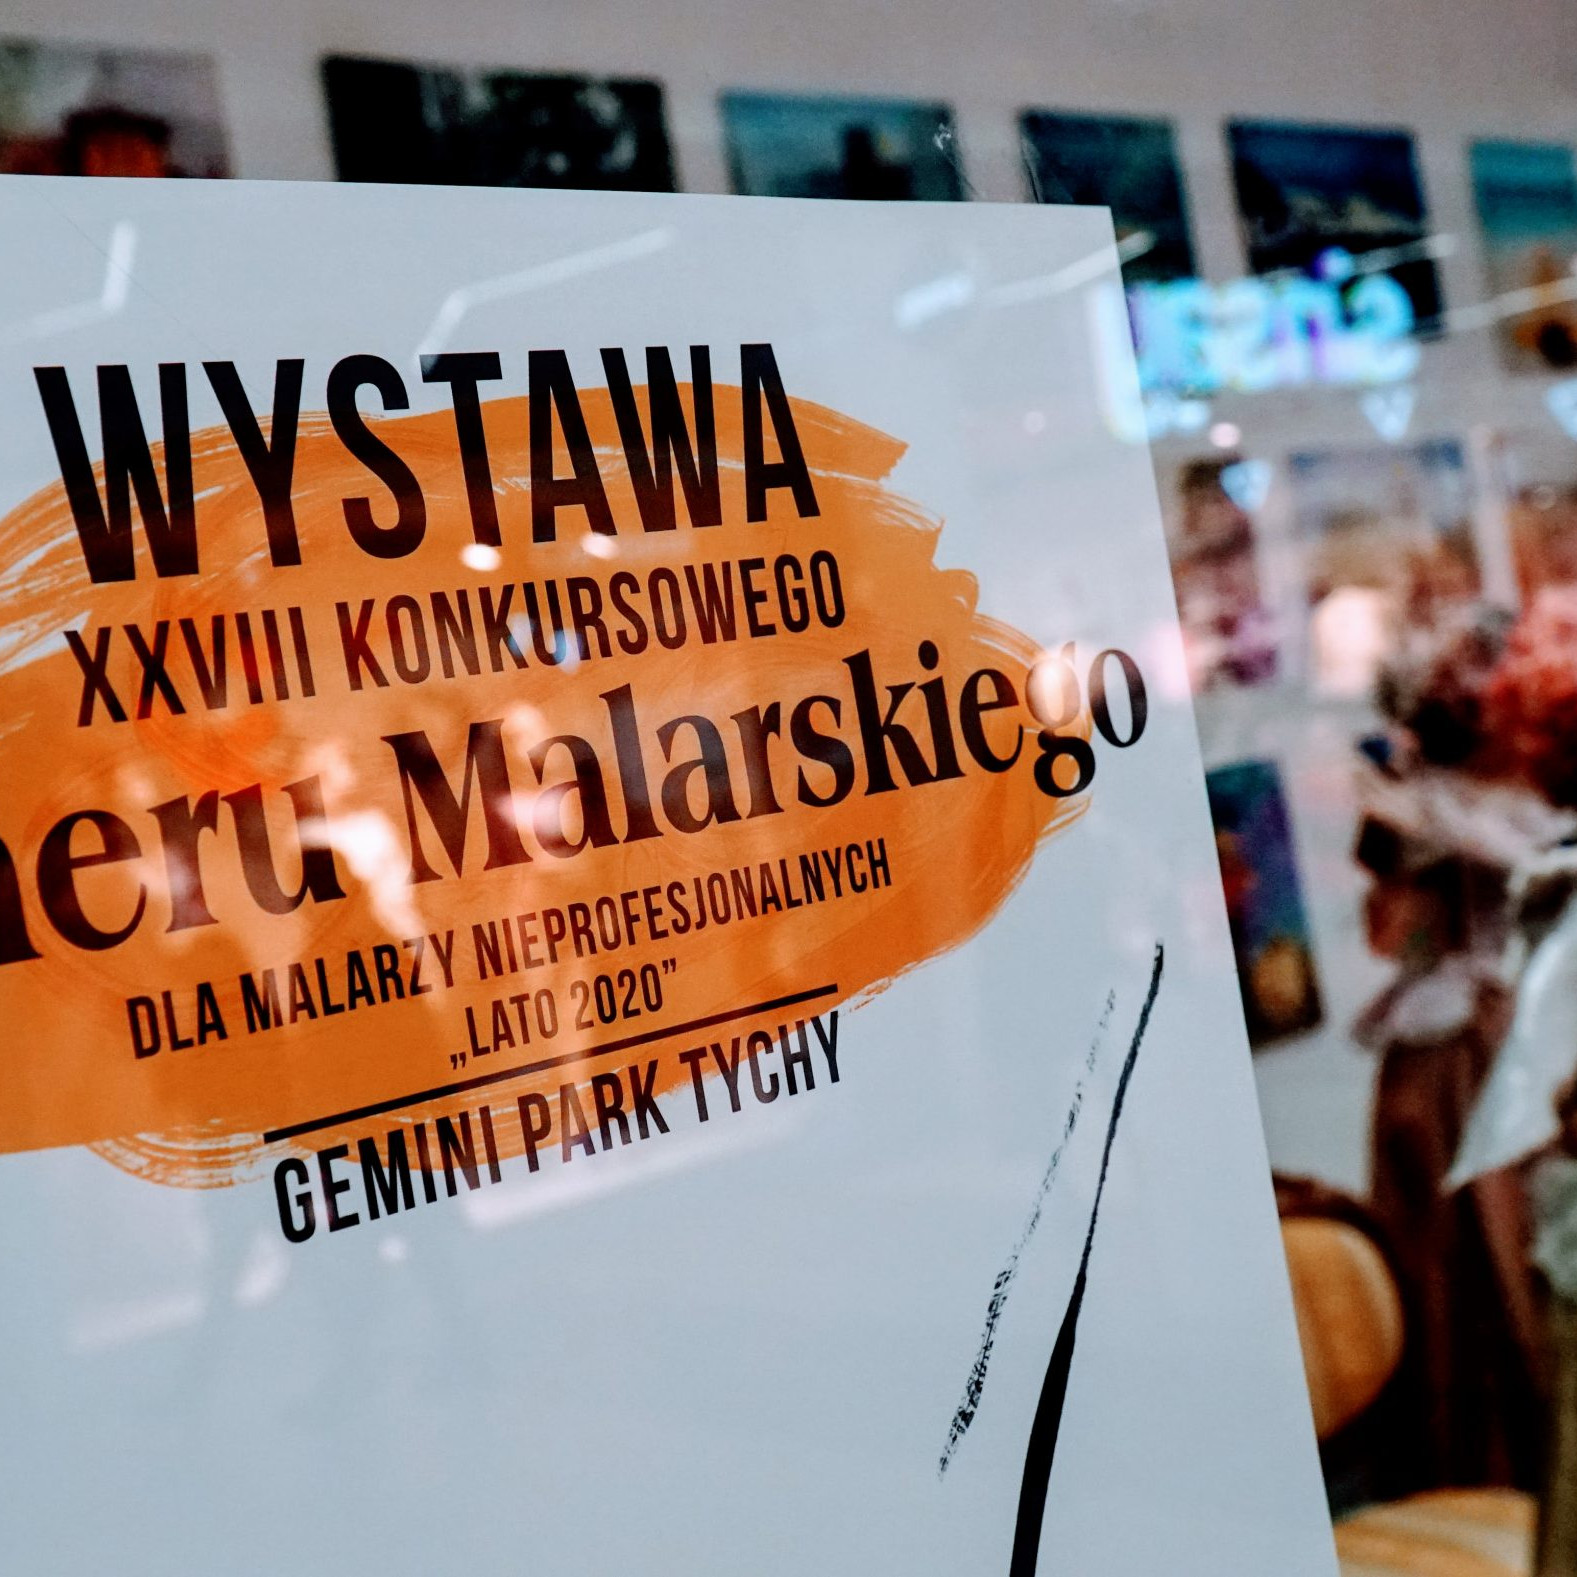 WYSTAWA
XXVIII KONKURSOWEGO
neru Malarskiego
DLA MALARZY NIEPROFESJONALNYCH
„LATO 2020”
GEMINI PARK TYCHY